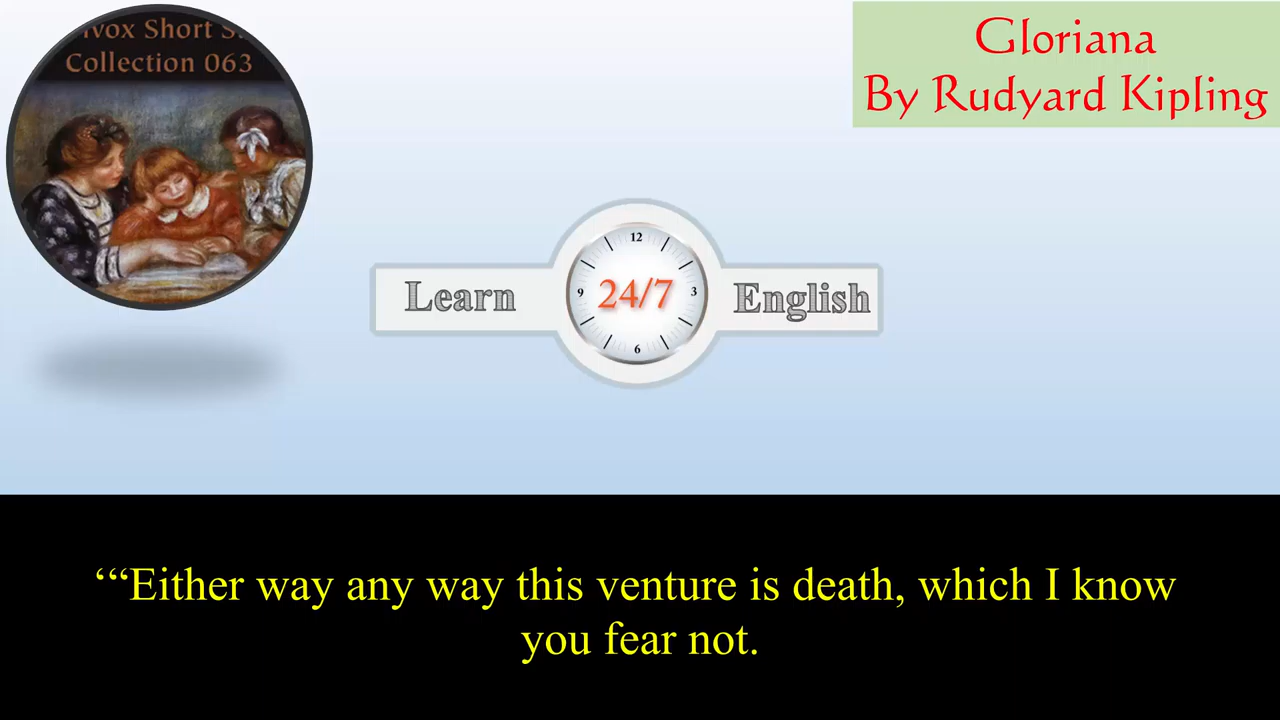 Short
Collection 063
Gloriana
By Rudyard Kipling
Learn 24/7 English
12
9
3
6
‘“Either way any way this venture is death, which I know
you fear not.